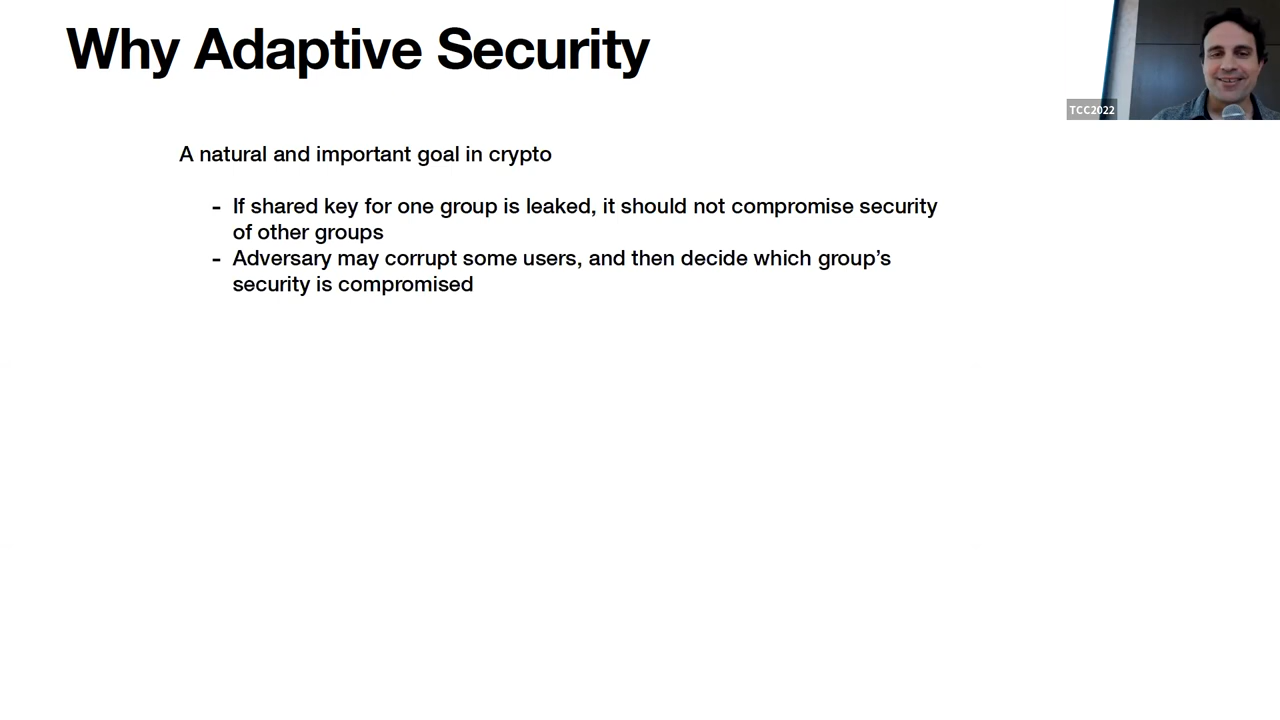 Why Adaptive Security
TCC2022
A natural and important goal in crypto
- If shared key for one group is leaked, it should not compromise security
of other groups
- Adversary may corrupt some users, and then decide which group's
security is compromised